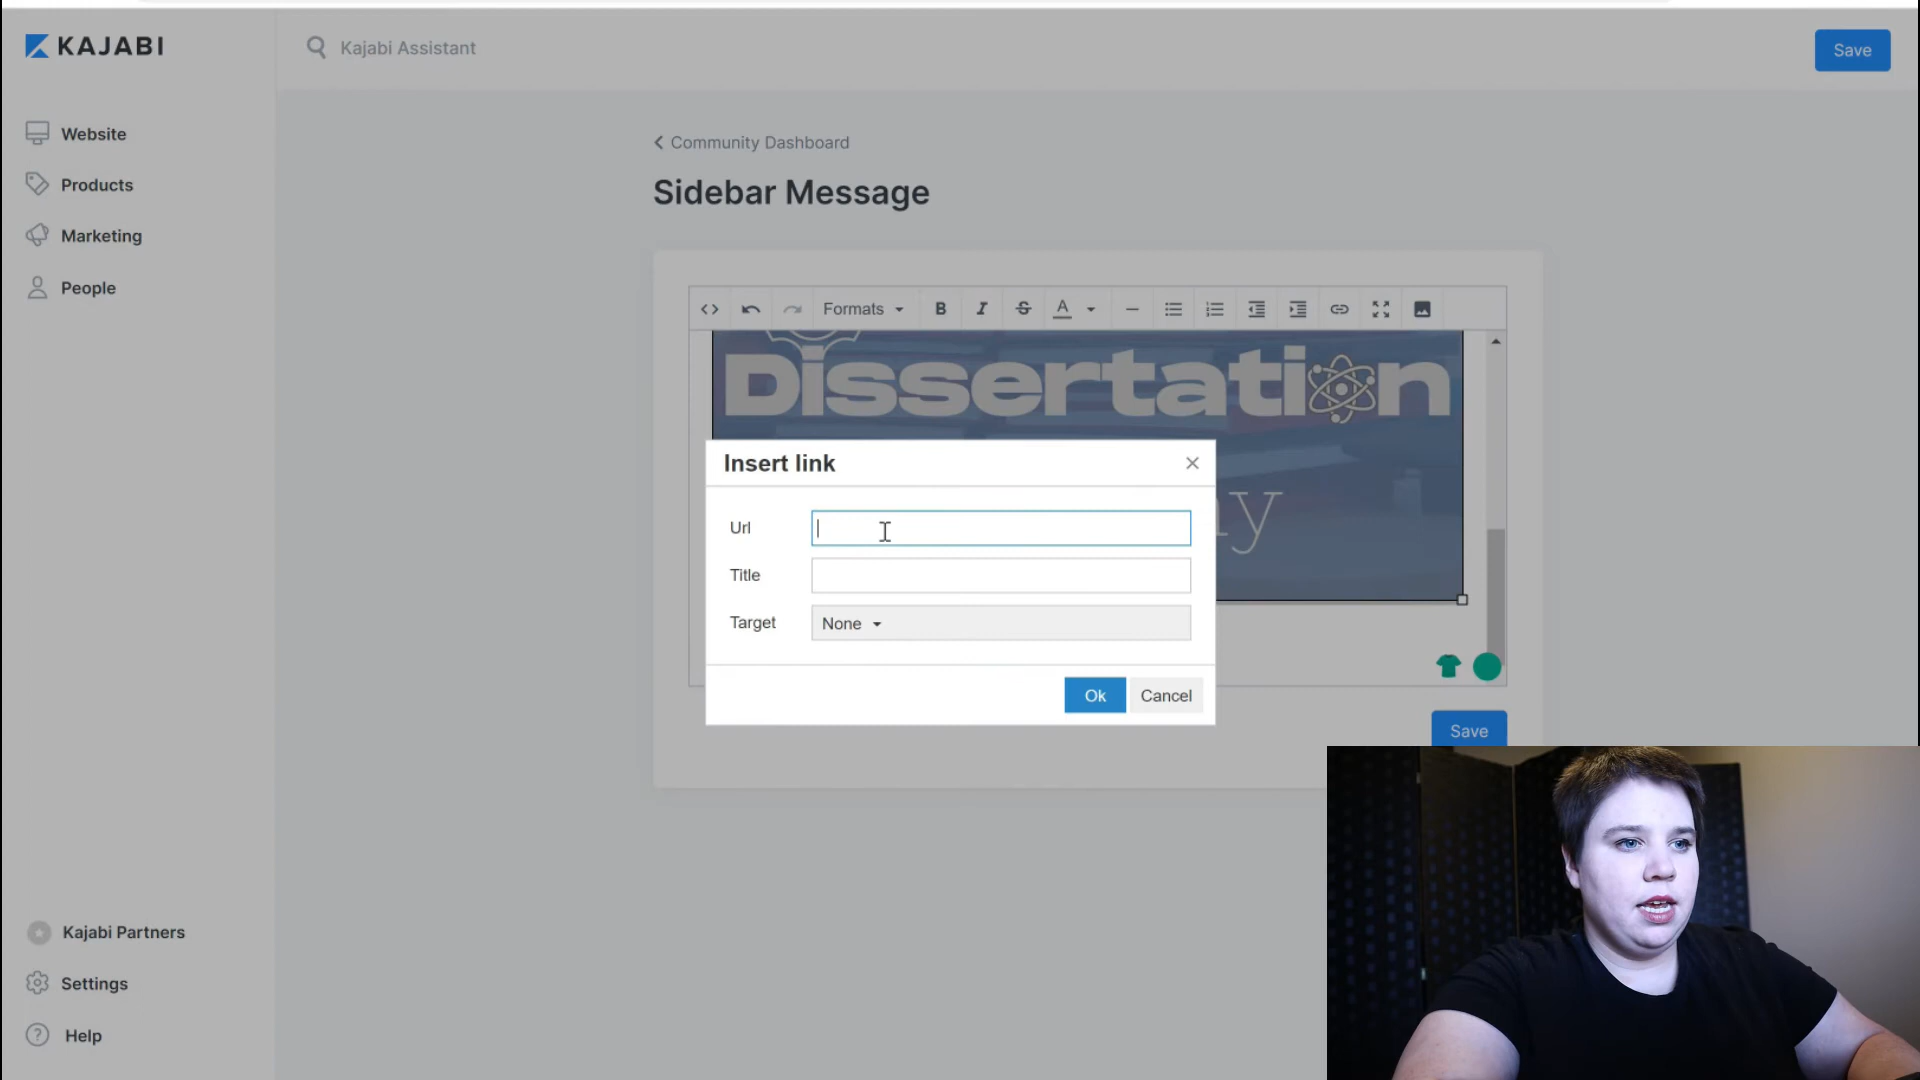 KAJABI
Kajabi Assistant
Save
Website
Products
Marketing
People
Community Dashboard
Sidebar Message
Formats
B I S A
Dissertation
Insert link
Url
Title
Target
None
Ok
Cancel
Save
Kajabi Partners
Settings
Help